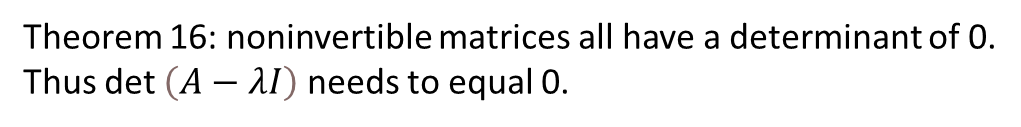 Theorem 16: noninvertible matrices all have a determinant of 0.
Thus det (A − λI) needs to equal 0.